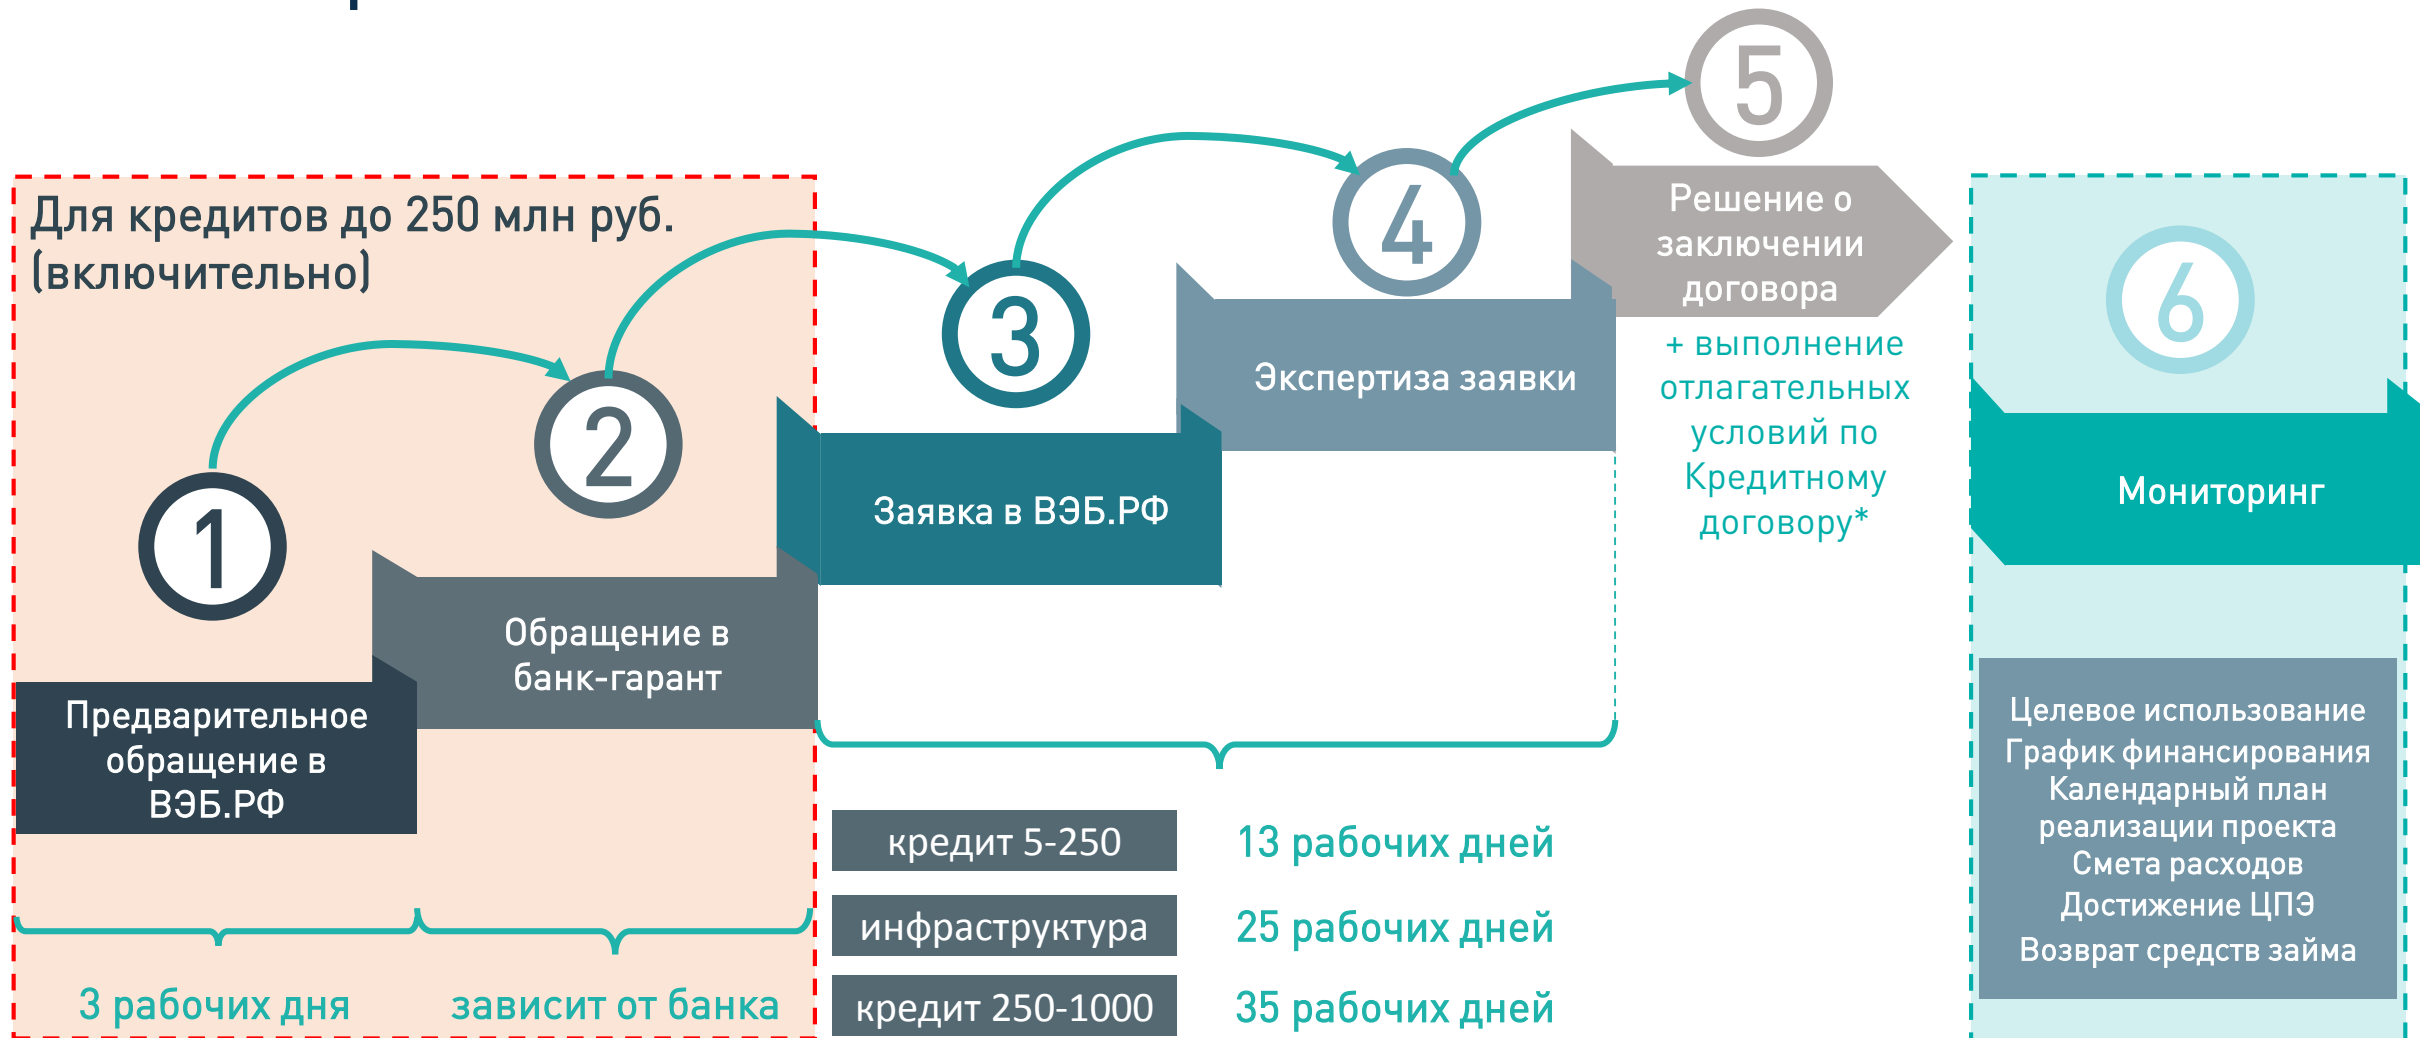 Для кредитов до 250 млн руб.
(включительно)
1
Предварительное
обращение в
ВЭБ.РФ
3 рабочих дня
2
Обращение в
банк-гарант
зависит от банка
3
Заявка в ВЭБ.РФ
4
Экспертиза заявки
кредит 5-250
13 рабочих дней
инфраструктура
25 рабочих дней
кредит 250-1000
35 рабочих дней
5
Решение о
заключении
договора
+ выполнение
отлагательных
условий по
Кредитному
договору*
6
Мониторинг
Целевое использование
График финансирования
Календарный план
реализации проекта
Смета расходов
Достижение ЦПЭ
Возврат средств займа